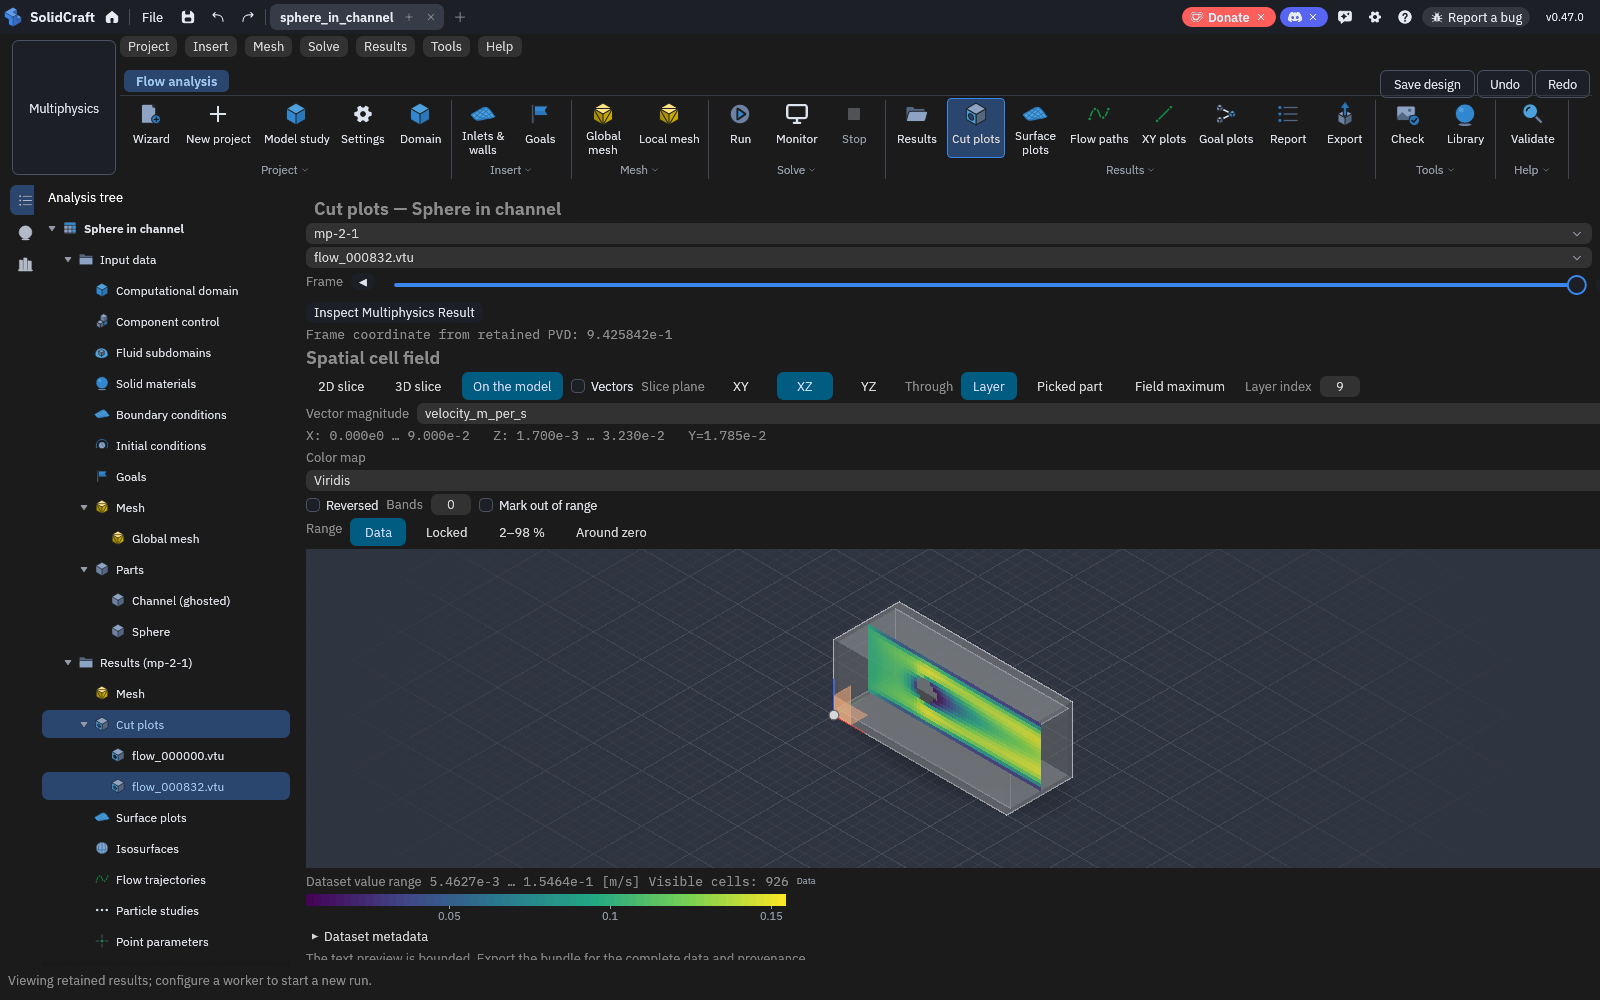 SolidCraft File sphere_in_channel Donate Report a bug v0.47.0
Project Insert Mesh Solve Results Tools Help
Multiphysics
Flow analysis
Save design Undo Redo
Wizard New project Model study Settings Domain Inlets & walls Goals Global mesh Local mesh Run Monitor Stop Results Cut plots Surface plots Flow paths XY plots Goal plots Report Export Check Library Validate
Project Insert Mesh Solve Results Tools Help
Analysis tree
Sphere in channel
Input data
Computational domain
Component control
Fluid subdomains
Solid materials
Boundary conditions
Initial conditions
Goals
Mesh
Global mesh
Parts
Channel (ghosted)
Sphere
Results (mp-2-1)
Mesh
Cut plots
flow_000000.vtu
flow_000832.vtu
Surface plots
Isosurfaces
Flow trajectories
Particle studies
Point parameters
Cut plots — Sphere in channel
mp-2-1
flow_000832.vtu
Frame
Inspect Multiphysics Result
Frame coordinate from retained PVD: 9.425842e-1
Spatial cell field
2D slice 3D slice On the model Vectors Slice plane XY XZ YZ Through Layer Picked part Field maximum Layer index 9
Vector magnitude velocity_m_per_s
X: 0.000e0 … 9.000e-2 Z: 1.700e-3 … 3.230e-2 Y=1.785e-2
Color map
Viridis
Reversed Bands 0 Mark out of range
Range Data Locked 2–98 % Around zero
Dataset value range 5.4627e-3 … 1.5464e-1 [m/s] Visible cells: 926 Data
0.05 0.1 0.15
Dataset metadata
The text preview is bounded. Export the bundle for the complete data and provenance.
Viewing retained results; configure a worker to start a new run.